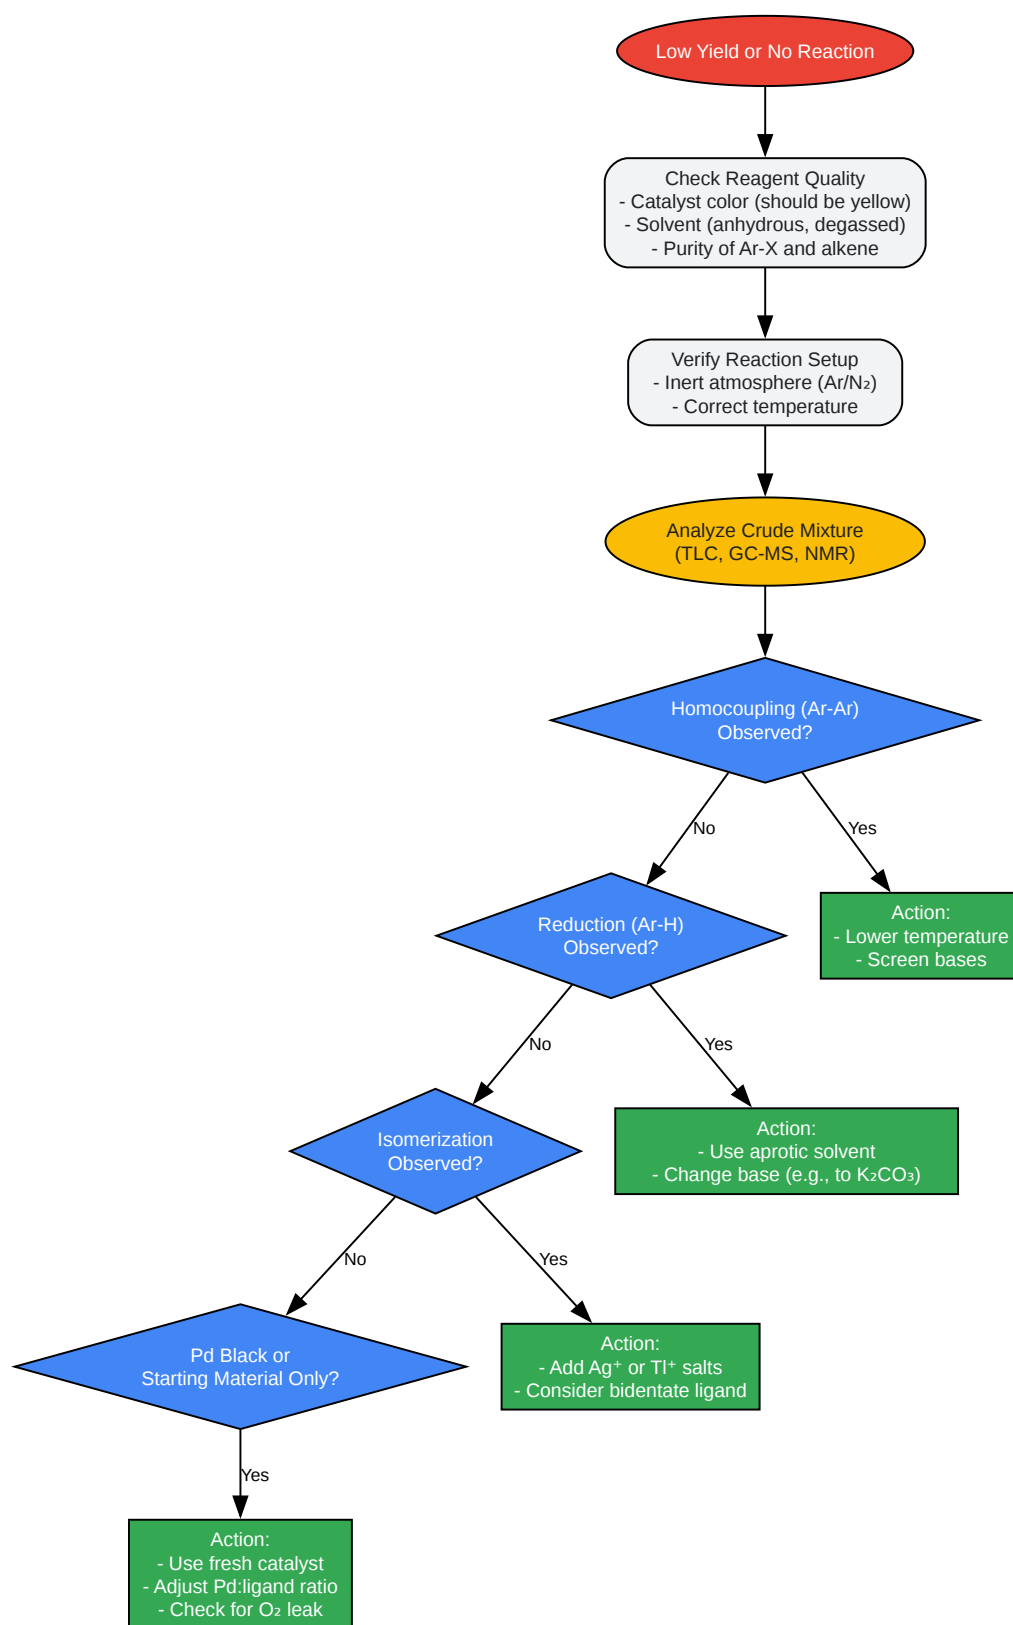 Low Yield or No Reaction
Check Reagent Quality
- Catalyst color (should be yellow)
- Solvent (anhydrous, degassed)
- Purity of Ar-X and alkene
Verify Reaction Setup
- Inert atmosphere (Ar/N₂)
- Correct temperature
Analyze Crude Mixture
(TLC, GC-MS, NMR)
Homocoupling (Ar-Ar)
Observed?
No
Yes
Action:
- Lower temperature
- Screen bases
Reduction (Ar-H)
Observed?
No
Yes
Action:
- Use aprotic solvent
- Change base (e.g., to K₂CO₃)
Isomerization
Observed?
No
Yes
Action:
- Add Ag⁺ or Tl⁺ salts
- Consider bidentate ligand
Pd Black or
Starting Material Only?
Yes
Action:
- Use fresh catalyst
- Adjust Pd:ligand ratio
- Check for O₂ leak